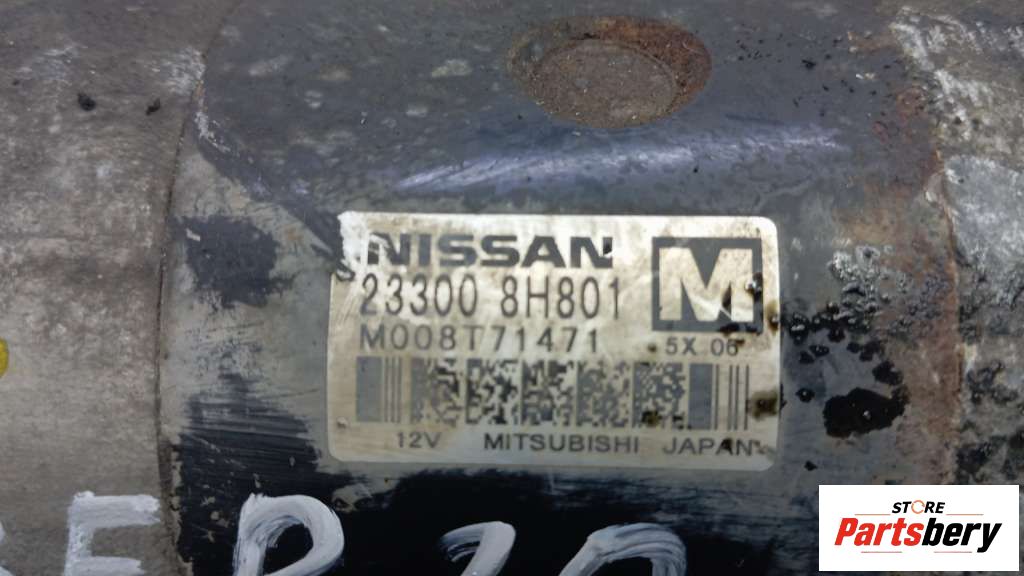 NISSAN
23300 8H801
M
M008T71471
5X 06
12V MITSUBISHI JAPAN
STORE
Partsbery